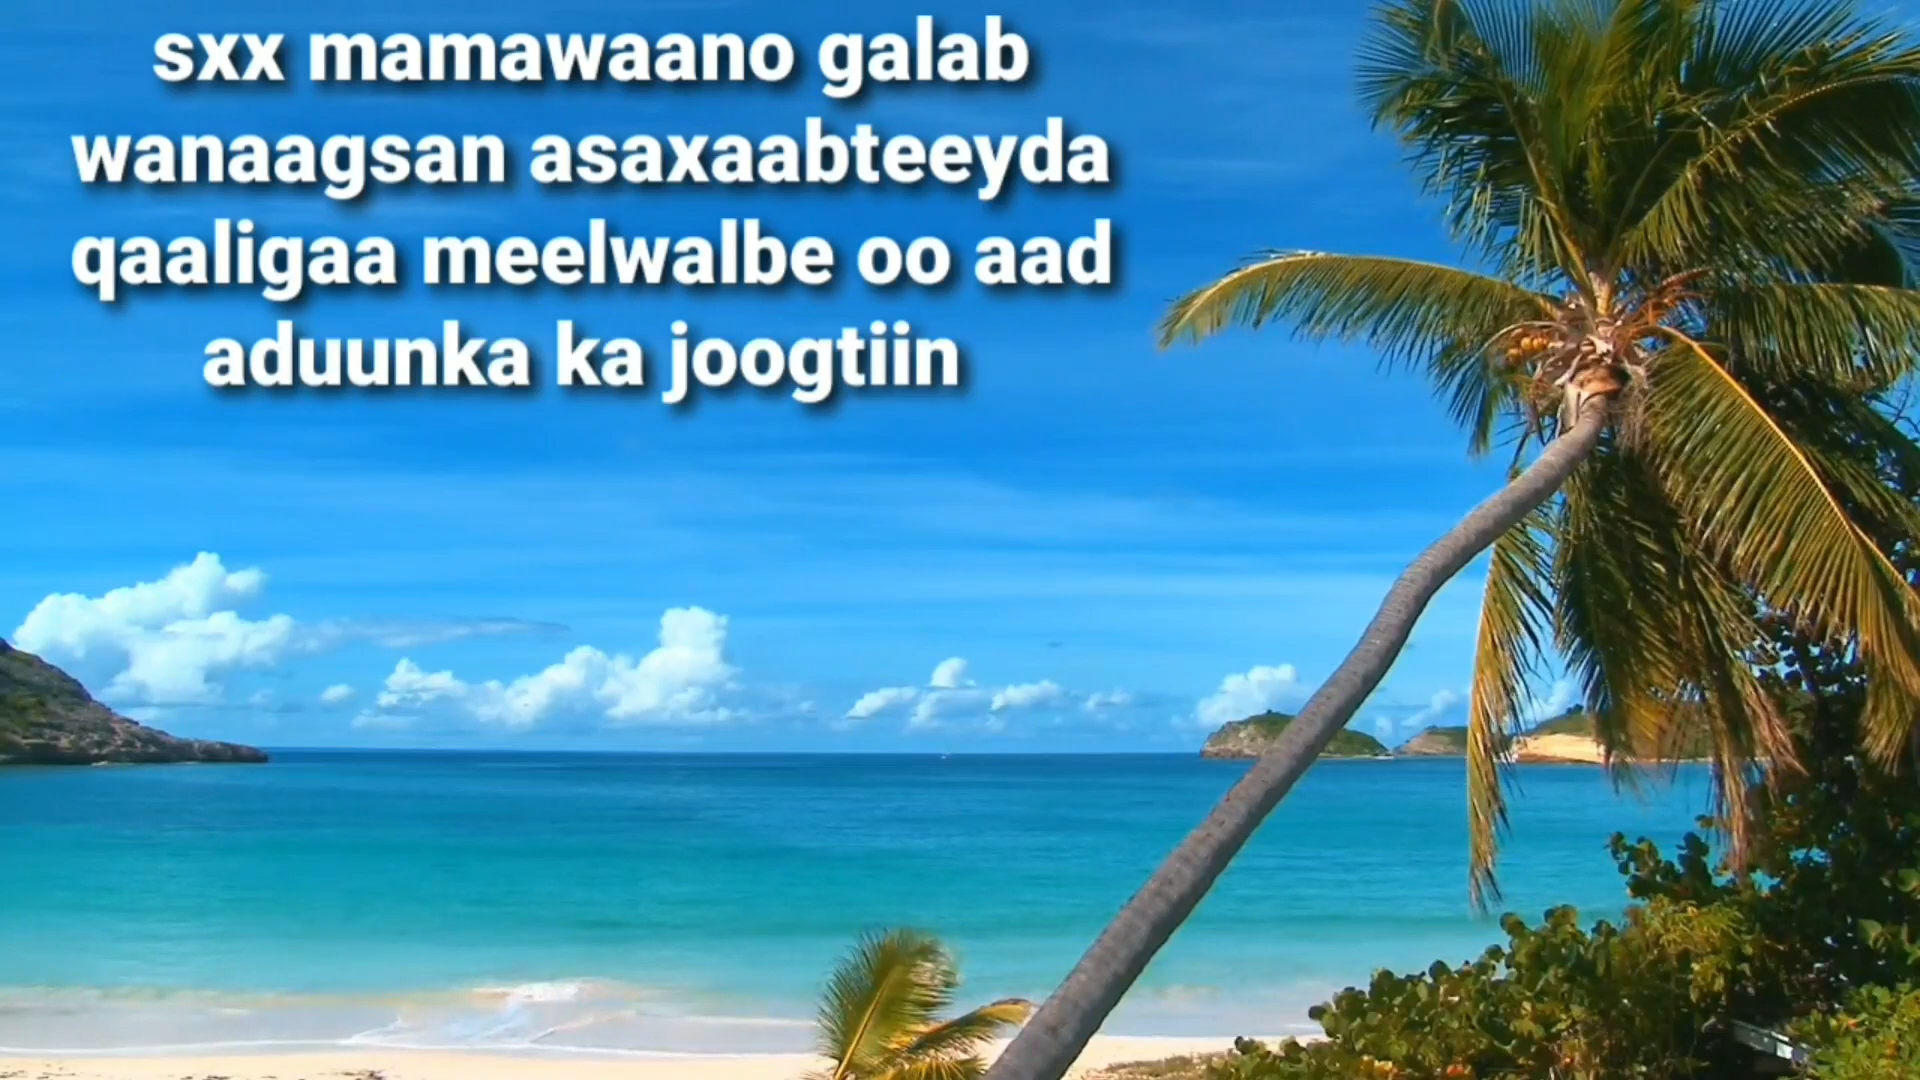 sxx mamawaano galab
wanaagsan asaxaabteeyda
qaaligaa meelwalbe oo aad
aduunka ka joogtiin